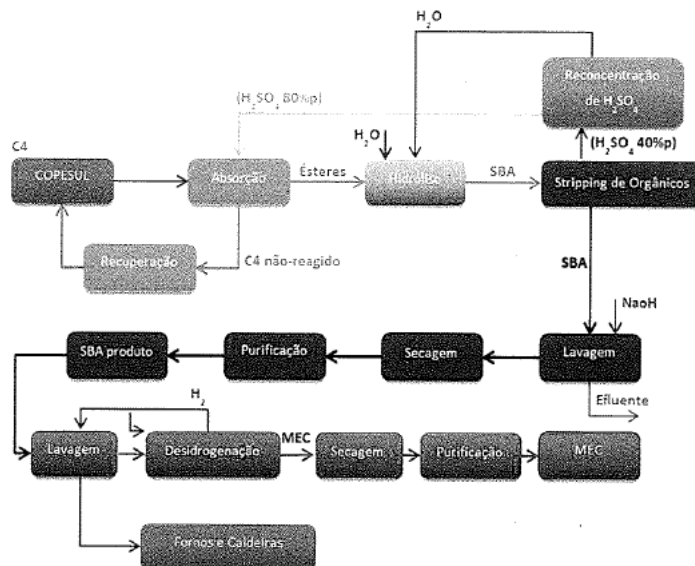 H₂O
Reconcentração
de H₂SO₄
(H₂SO₄ 80%p)
H₂O
(H₂SO₄ 40%p)
C4
COPESUL
Absorção
Ésteres
Hidrólise
SBA
Stripping de Orgânicos
Recuperação
C4 não-reagido
SBA
NaoH
SBA produto
Purificação
Secagem
Lavagem
H₂
Efluente
Lavagem
Desidrogenação
MEC
Secagem
Purificação
MEC
Fornos e Caldeiras